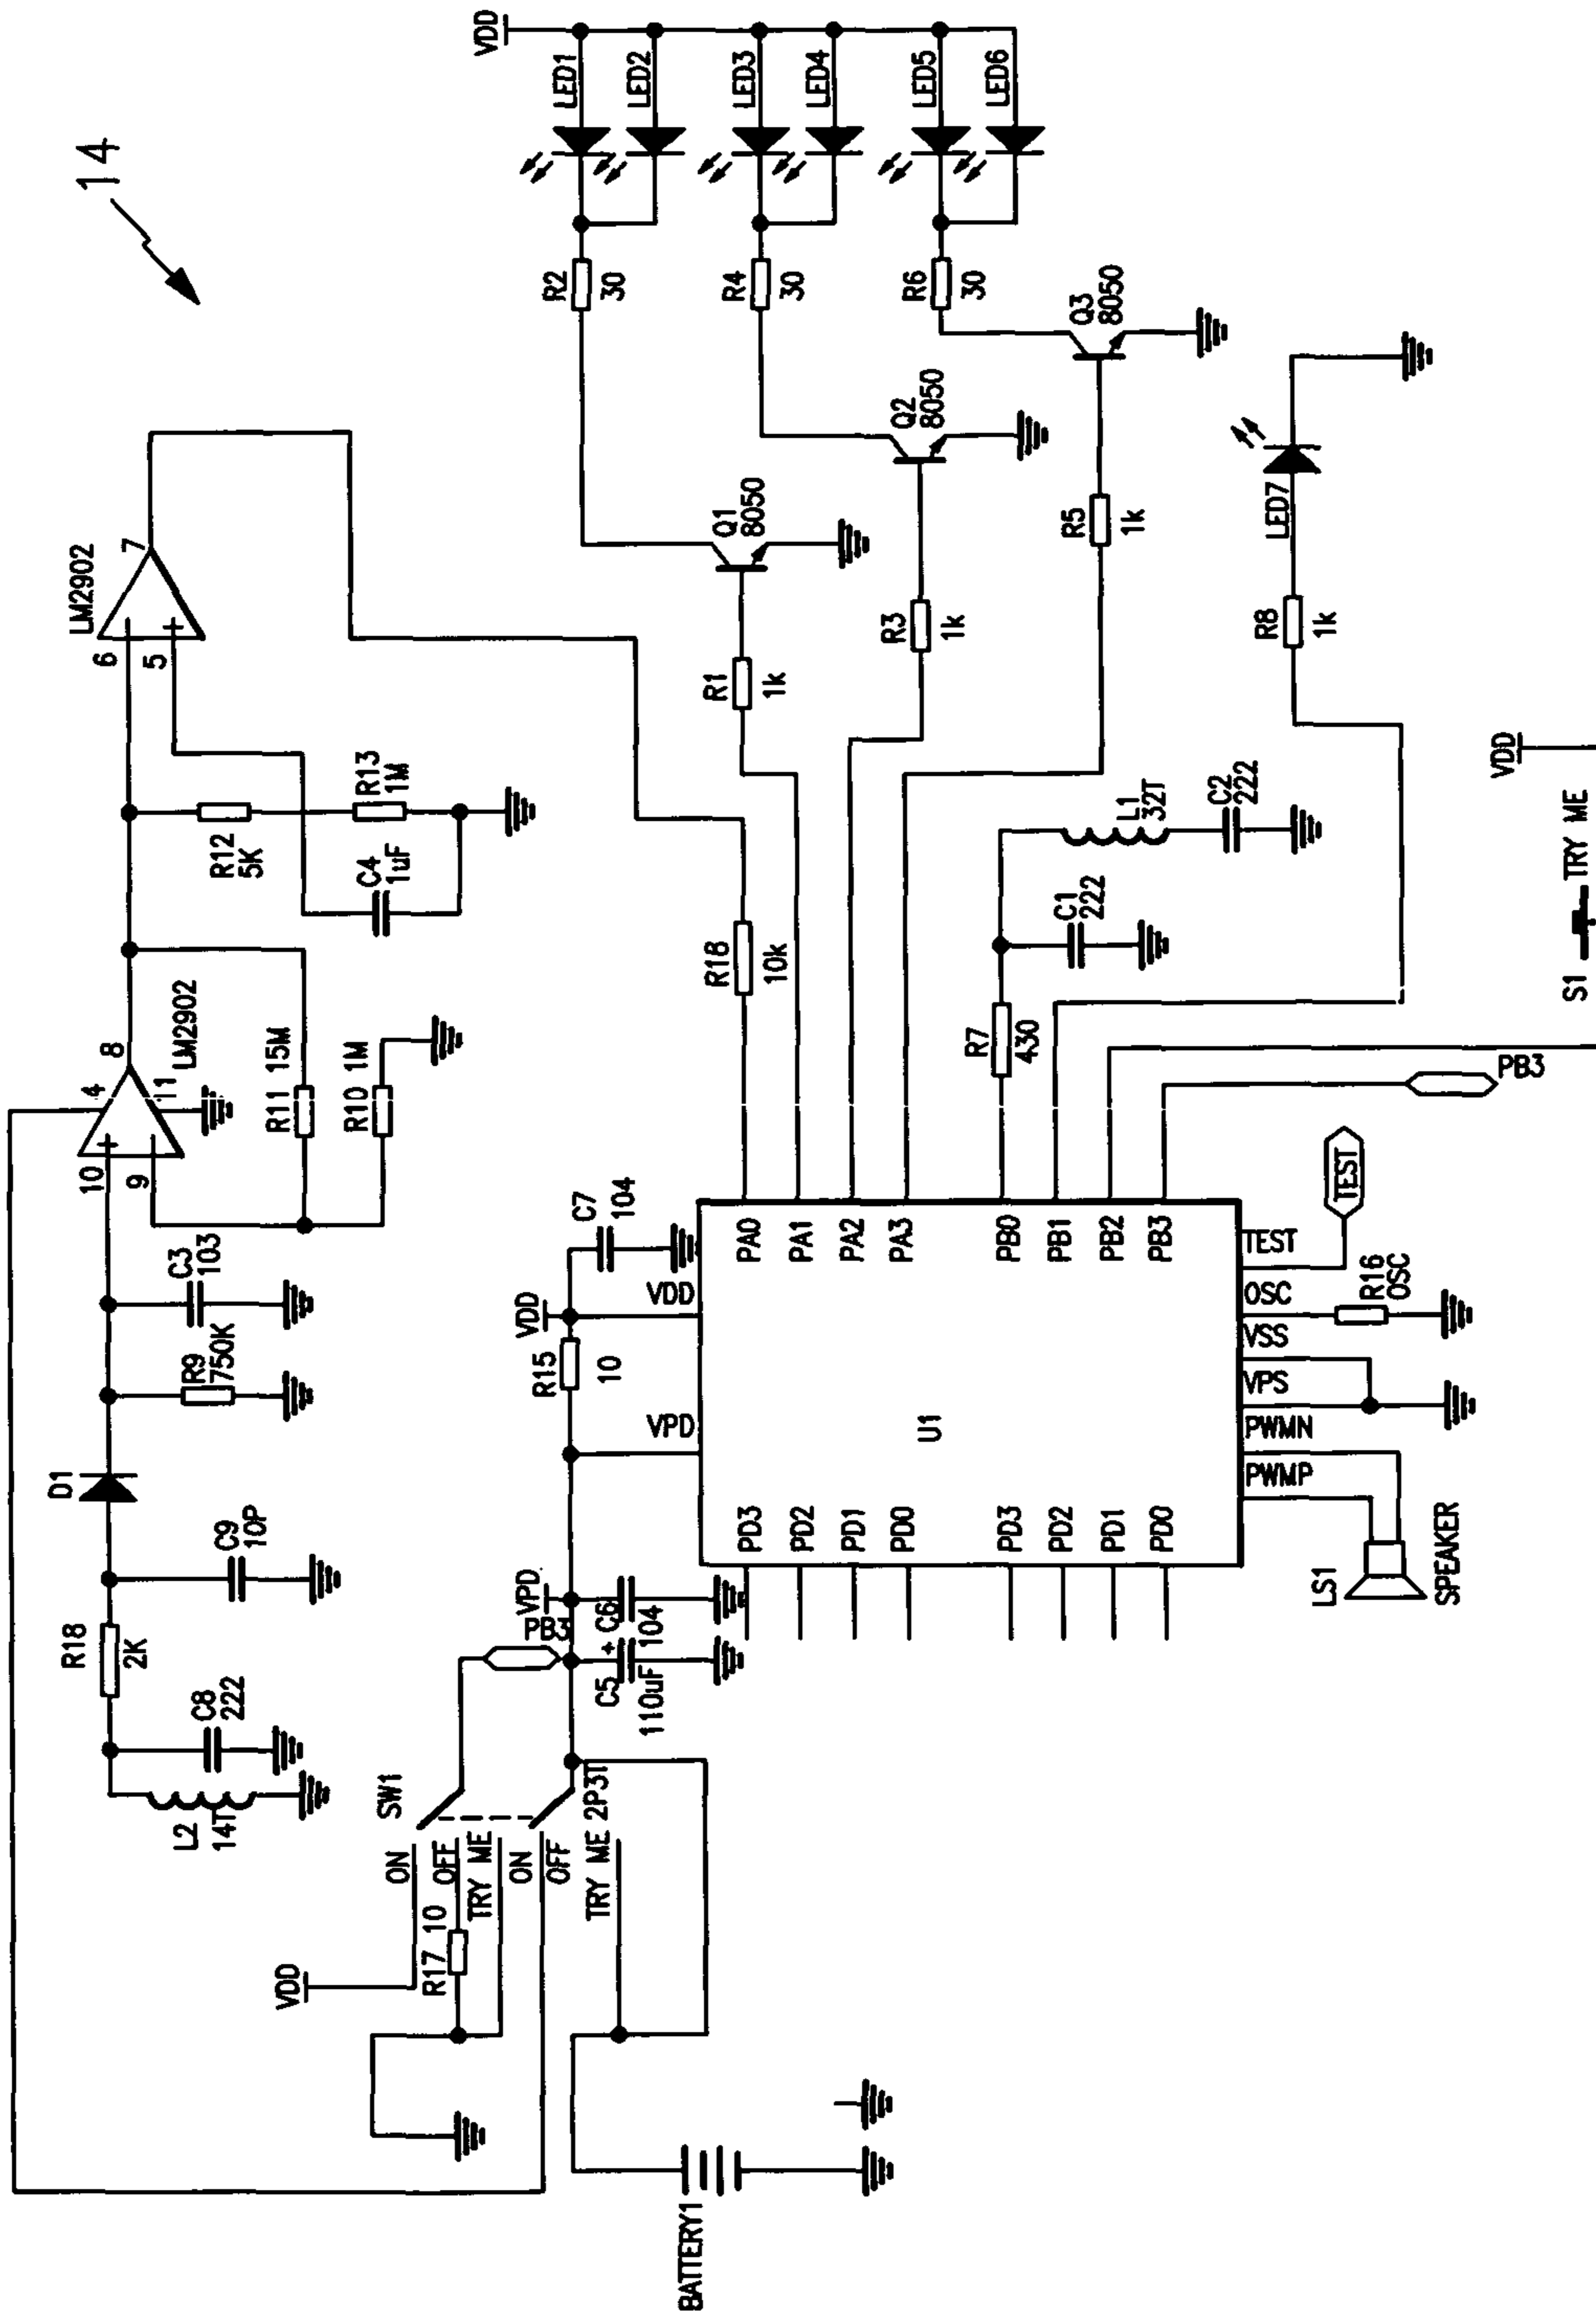 14
VDD
LED1
LED2
LED3
LED4
LED5
LED6
R2
30
R4
30
R6
30
Q1
8050
Q2
8050
Q3
8050
R1
1k
R3
1k
R5
1k
LED7
R8
1k
LM2902
6
5
7
R12
5K
R13
1M
C4
1uF
10
9
4
8
11
LM2902
R11 15M
R10 1M
R18
10k
R7
430
C1
222
L1
32T
C2
222
VDD
S1
TRY ME
PB3
D1
R9
750K
C3
103
C9
10P
R18
2K
C8
222
L2
14T
SW1
ON
OFF
TRY ME
ON
OFF
TRY ME
2P3T
VDD
R17 10
BATTERY1
VPD
PB3
C5
+
110uF
C6
104
R15
10
VDD
C7
104
VPD
VDD
U1
PA0
PA1
PA2
PA3
PB0
PB1
PB2
PB3
PD3
PD2
PD1
PD0
PD3
PD2
PD1
PD0
PWMP
PWMN
VPS
VSS
OSC
TEST
TEST
R16
OSC
LS1
SPEAKER